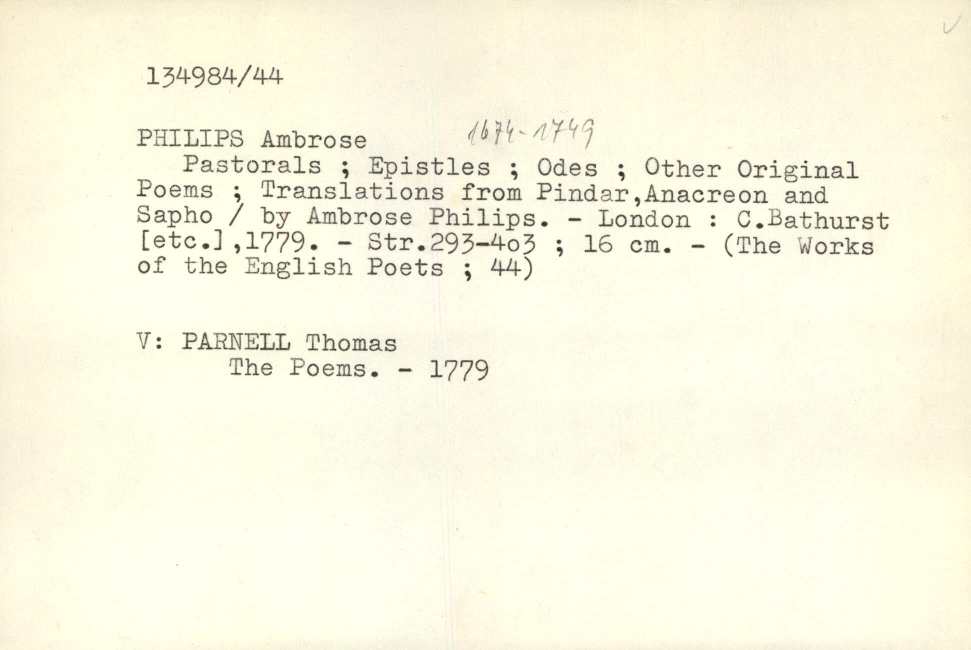 134984/44
PHILIPS Ambrose 1674-1749
Pastorals ; Epistles ; Odes ; Other Original
Poems ; Translations from Pindar,Anacreon and
Sapho / by Ambrose Philips. - London : C.Bathurst
[etc.],1779. - Str.293-4o3 ; 16 cm. - (The Works
of the English Poets ; 44)
V: PARNELL Thomas
The Poems. - 1779